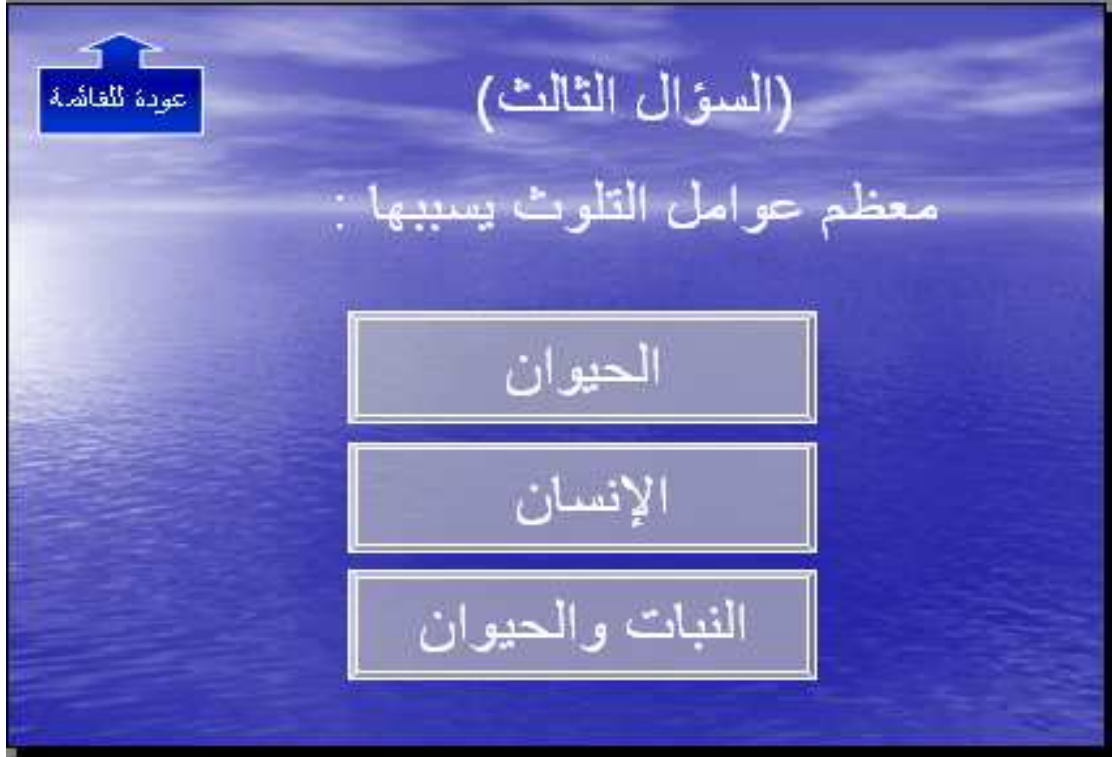 عودة للقائمة
(السؤال الثالث)
معظم عوامل التلوث يسببها :
الحيوان
الإنسان
النبات والحيوان